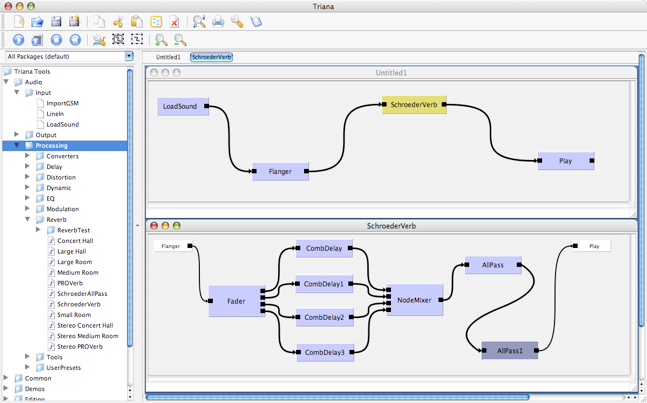 Triana
All Packages (default)
Untitled1
SchroederVerb
Triana Tools
Audio
Input
ImportGSM
LineIn
LoadSound
Output
Processing
Converters
Delay
Distortion
Dynamic
EQ
Modulation
Reverb
ReverbTest
Concert Hall
Large Hall
Large Room
Medium Room
PROVerb
SchroederAllPass
SchroederVerb
Small Room
Stereo Concert Hall
Stereo Medium Room
Stereo PROVerb
Tools
UserPresets
Common
Demos
Edition
Untitled1
LoadSound
SchroederVerb
Flanger
Play
SchroederVerb
Flanger
CombDelay
Play
AllPass
CombDelay1
Fader
NodeMixer
CombDelay2
CombDelay3
AllPass1